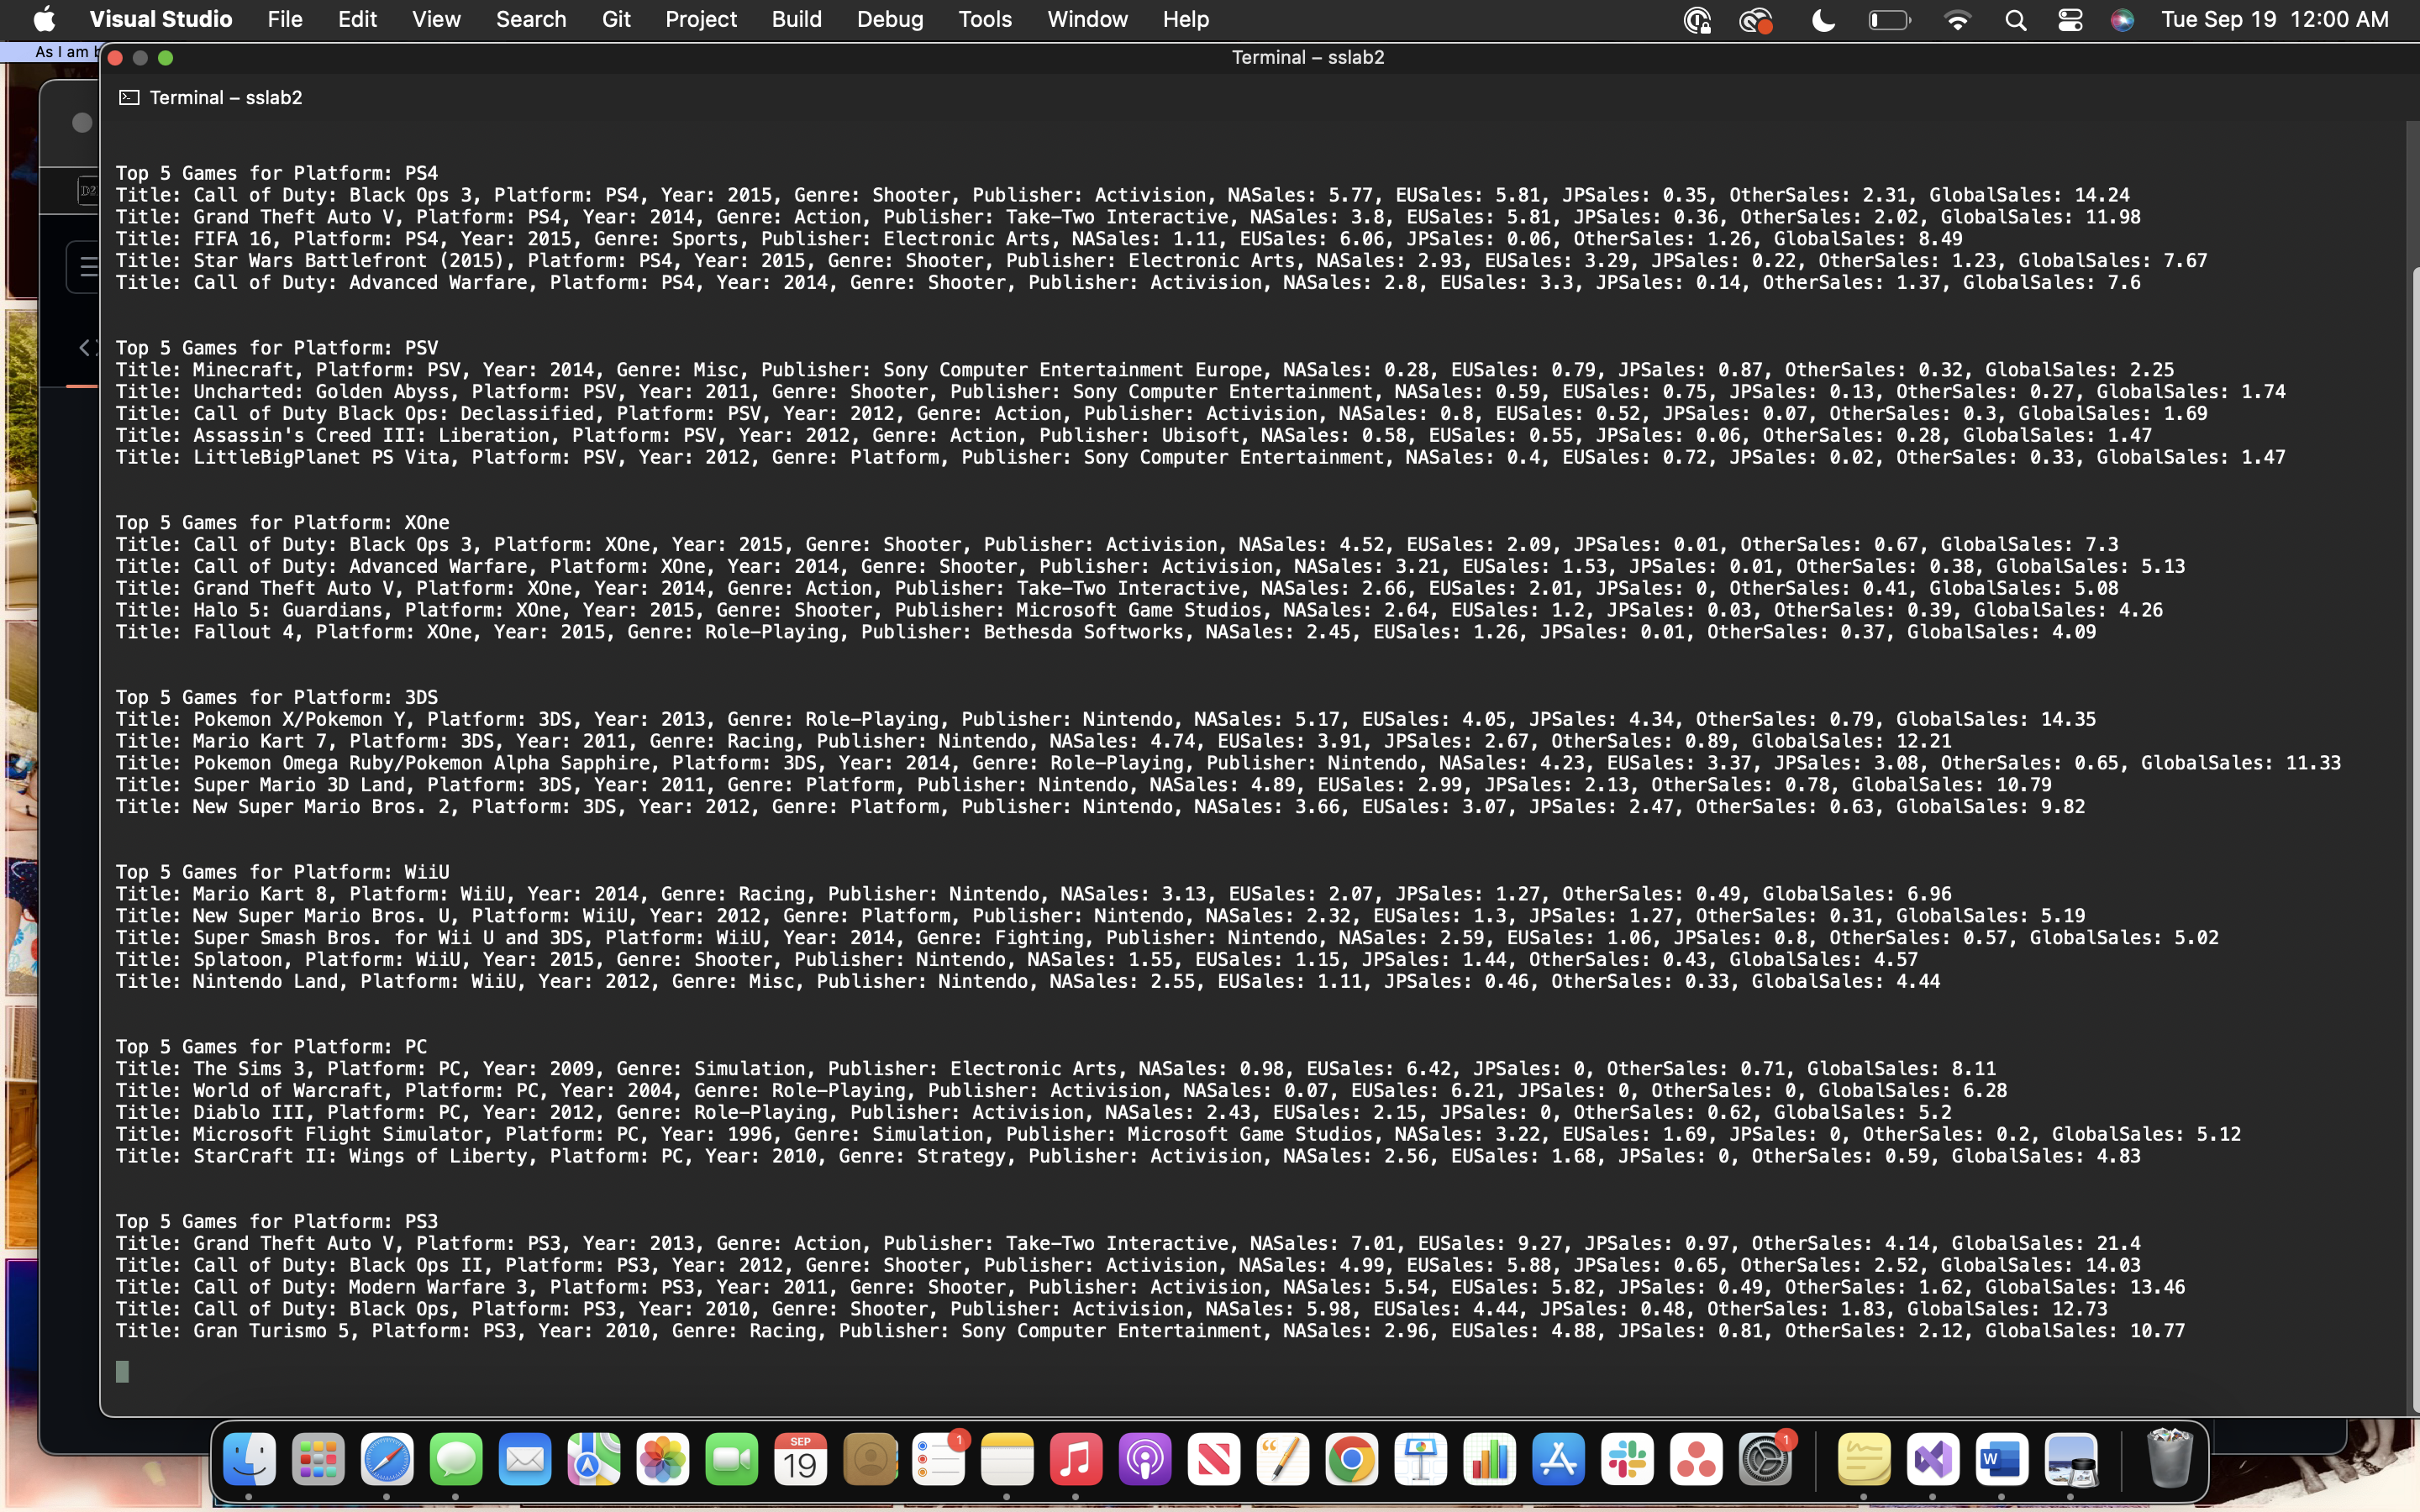 Visual Studio File Edit View Search Git Project Build Debug Tools Window Help Tue Sep 19 12:00 AM
As I am b
Terminal – sslab2
Terminal – sslab2
Top 5 Games for Platform: PS4
Title: Call of Duty: Black Ops 3, Platform: PS4, Year: 2015, Genre: Shooter, Publisher: Activision, NASales: 5.77, EUSales: 5.81, JPSales: 0.35, OtherSales: 2.31, GlobalSales: 14.24
Title: Grand Theft Auto V, Platform: PS4, Year: 2014, Genre: Action, Publisher: Take-Two Interactive, NASales: 3.8, EUSales: 5.81, JPSales: 0.36, OtherSales: 2.02, GlobalSales: 11.98
Title: FIFA 16, Platform: PS4, Year: 2015, Genre: Sports, Publisher: Electronic Arts, NASales: 1.11, EUSales: 6.06, JPSales: 0.06, OtherSales: 1.26, GlobalSales: 8.49
Title: Star Wars Battlefront (2015), Platform: PS4, Year: 2015, Genre: Shooter, Publisher: Electronic Arts, NASales: 2.93, EUSales: 3.29, JPSales: 0.22, OtherSales: 1.23, GlobalSales: 7.67
Title: Call of Duty: Advanced Warfare, Platform: PS4, Year: 2014, Genre: Shooter, Publisher: Activision, NASales: 2.8, EUSales: 3.3, JPSales: 0.14, OtherSales: 1.37, GlobalSales: 7.6
Top 5 Games for Platform: PSV
Title: Minecraft, Platform: PSV, Year: 2014, Genre: Misc, Publisher: Sony Computer Entertainment Europe, NASales: 0.28, EUSales: 0.79, JPSales: 0.87, OtherSales: 0.32, GlobalSales: 2.25
Title: Uncharted: Golden Abyss, Platform: PSV, Year: 2011, Genre: Shooter, Publisher: Sony Computer Entertainment, NASales: 0.59, EUSales: 0.75, JPSales: 0.13, OtherSales: 0.27, GlobalSales: 1.74
Title: Call of Duty Black Ops: Declassified, Platform: PSV, Year: 2012, Genre: Action, Publisher: Activision, NASales: 0.8, EUSales: 0.52, JPSales: 0.07, OtherSales: 0.3, GlobalSales: 1.69
Title: Assassin's Creed III: Liberation, Platform: PSV, Year: 2012, Genre: Action, Publisher: Ubisoft, NASales: 0.58, EUSales: 0.55, JPSales: 0.06, OtherSales: 0.28, GlobalSales: 1.47
Title: LittleBigPlanet PS Vita, Platform: PSV, Year: 2012, Genre: Platform, Publisher: Sony Computer Entertainment, NASales: 0.4, EUSales: 0.72, JPSales: 0.02, OtherSales: 0.33, GlobalSales: 1.47
Top 5 Games for Platform: XOne
Title: Call of Duty: Black Ops 3, Platform: XOne, Year: 2015, Genre: Shooter, Publisher: Activision, NASales: 4.52, EUSales: 2.09, JPSales: 0.01, OtherSales: 0.67, GlobalSales: 7.3
Title: Call of Duty: Advanced Warfare, Platform: XOne, Year: 2014, Genre: Shooter, Publisher: Activision, NASales: 3.21, EUSales: 1.53, JPSales: 0.01, OtherSales: 0.38, GlobalSales: 5.13
Title: Grand Theft Auto V, Platform: XOne, Year: 2014, Genre: Action, Publisher: Take-Two Interactive, NASales: 2.66, EUSales: 2.01, JPSales: 0, OtherSales: 0.41, GlobalSales: 5.08
Title: Halo 5: Guardians, Platform: XOne, Year: 2015, Genre: Shooter, Publisher: Microsoft Game Studios, NASales: 2.64, EUSales: 1.2, JPSales: 0.03, OtherSales: 0.39, GlobalSales: 4.26
Title: Fallout 4, Platform: XOne, Year: 2015, Genre: Role-Playing, Publisher: Bethesda Softworks, NASales: 2.45, EUSales: 1.26, JPSales: 0.01, OtherSales: 0.37, GlobalSales: 4.09
Top 5 Games for Platform: 3DS
Title: Pokemon X/Pokemon Y, Platform: 3DS, Year: 2013, Genre: Role-Playing, Publisher: Nintendo, NASales: 5.17, EUSales: 4.05, JPSales: 4.34, OtherSales: 0.79, GlobalSales: 14.35
Title: Mario Kart 7, Platform: 3DS, Year: 2011, Genre: Racing, Publisher: Nintendo, NASales: 4.74, EUSales: 3.91, JPSales: 2.67, OtherSales: 0.89, GlobalSales: 12.21
Title: Pokemon Omega Ruby/Pokemon Alpha Sapphire, Platform: 3DS, Year: 2014, Genre: Role-Playing, Publisher: Nintendo, NASales: 4.23, EUSales: 3.37, JPSales: 3.08, OtherSales: 0.65, GlobalSales: 11.33
Title: Super Mario 3D Land, Platform: 3DS, Year: 2011, Genre: Platform, Publisher: Nintendo, NASales: 4.89, EUSales: 2.99, JPSales: 2.13, OtherSales: 0.78, GlobalSales: 10.79
Title: New Super Mario Bros. 2, Platform: 3DS, Year: 2012, Genre: Platform, Publisher: Nintendo, NASales: 3.66, EUSales: 3.07, JPSales: 2.47, OtherSales: 0.63, GlobalSales: 9.82
Top 5 Games for Platform: WiiU
Title: Mario Kart 8, Platform: WiiU, Year: 2014, Genre: Racing, Publisher: Nintendo, NASales: 3.13, EUSales: 2.07, JPSales: 1.27, OtherSales: 0.49, GlobalSales: 6.96
Title: New Super Mario Bros. U, Platform: WiiU, Year: 2012, Genre: Platform, Publisher: Nintendo, NASales: 2.32, EUSales: 1.3, JPSales: 1.27, OtherSales: 0.31, GlobalSales: 5.19
Title: Super Smash Bros. for Wii U and 3DS, Platform: WiiU, Year: 2014, Genre: Fighting, Publisher: Nintendo, NASales: 2.59, EUSales: 1.06, JPSales: 0.8, OtherSales: 0.57, GlobalSales: 5.02
Title: Splatoon, Platform: WiiU, Year: 2015, Genre: Shooter, Publisher: Nintendo, NASales: 1.55, EUSales: 1.15, JPSales: 1.44, OtherSales: 0.43, GlobalSales: 4.57
Title: Nintendo Land, Platform: WiiU, Year: 2012, Genre: Misc, Publisher: Nintendo, NASales: 2.55, EUSales: 1.11, JPSales: 0.46, OtherSales: 0.33, GlobalSales: 4.44
Top 5 Games for Platform: PC
Title: The Sims 3, Platform: PC, Year: 2009, Genre: Simulation, Publisher: Electronic Arts, NASales: 0.98, EUSales: 6.42, JPSales: 0, OtherSales: 0.71, GlobalSales: 8.11
Title: World of Warcraft, Platform: PC, Year: 2004, Genre: Role-Playing, Publisher: Activision, NASales: 0.07, EUSales: 6.21, JPSales: 0, OtherSales: 0, GlobalSales: 6.28
Title: Diablo III, Platform: PC, Year: 2012, Genre: Role-Playing, Publisher: Activision, NASales: 2.43, EUSales: 2.15, JPSales: 0, OtherSales: 0.62, GlobalSales: 5.2
Title: Microsoft Flight Simulator, Platform: PC, Year: 1996, Genre: Simulation, Publisher: Microsoft Game Studios, NASales: 3.22, EUSales: 1.69, JPSales: 0, OtherSales: 0.2, GlobalSales: 5.12
Title: StarCraft II: Wings of Liberty, Platform: PC, Year: 2010, Genre: Strategy, Publisher: Activision, NASales: 2.56, EUSales: 1.68, JPSales: 0, OtherSales: 0.59, GlobalSales: 4.83
Top 5 Games for Platform: PS3
Title: Grand Theft Auto V, Platform: PS3, Year: 2013, Genre: Action, Publisher: Take-Two Interactive, NASales: 7.01, EUSales: 9.27, JPSales: 0.97, OtherSales: 4.14, GlobalSales: 21.4
Title: Call of Duty: Black Ops II, Platform: PS3, Year: 2012, Genre: Shooter, Publisher: Activision, NASales: 4.99, EUSales: 5.88, JPSales: 0.65, OtherSales: 2.52, GlobalSales: 14.03
Title: Call of Duty: Modern Warfare 3, Platform: PS3, Year: 2011, Genre: Shooter, Publisher: Activision, NASales: 5.54, EUSales: 5.82, JPSales: 0.49, OtherSales: 1.62, GlobalSales: 13.46
Title: Call of Duty: Black Ops, Platform: PS3, Year: 2010, Genre: Shooter, Publisher: Activision, NASales: 5.98, EUSales: 4.44, JPSales: 0.48, OtherSales: 1.83, GlobalSales: 12.73
Title: Gran Turismo 5, Platform: PS3, Year: 2010, Genre: Racing, Publisher: Sony Computer Entertainment, NASales: 2.96, EUSales: 4.88, JPSales: 0.81, OtherSales: 2.12, GlobalSales: 10.77
SEP
19
1
1
W